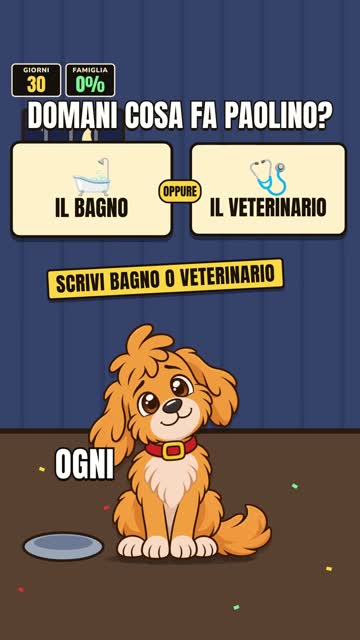 GIORNI
30
FAMIGLIA
0%
DOMANI COSA FA PAOLINO?
IL BAGNO
OPPURE
IL VETERINARIO
SCRIVI BAGNO O VETERINARIO
OGNI